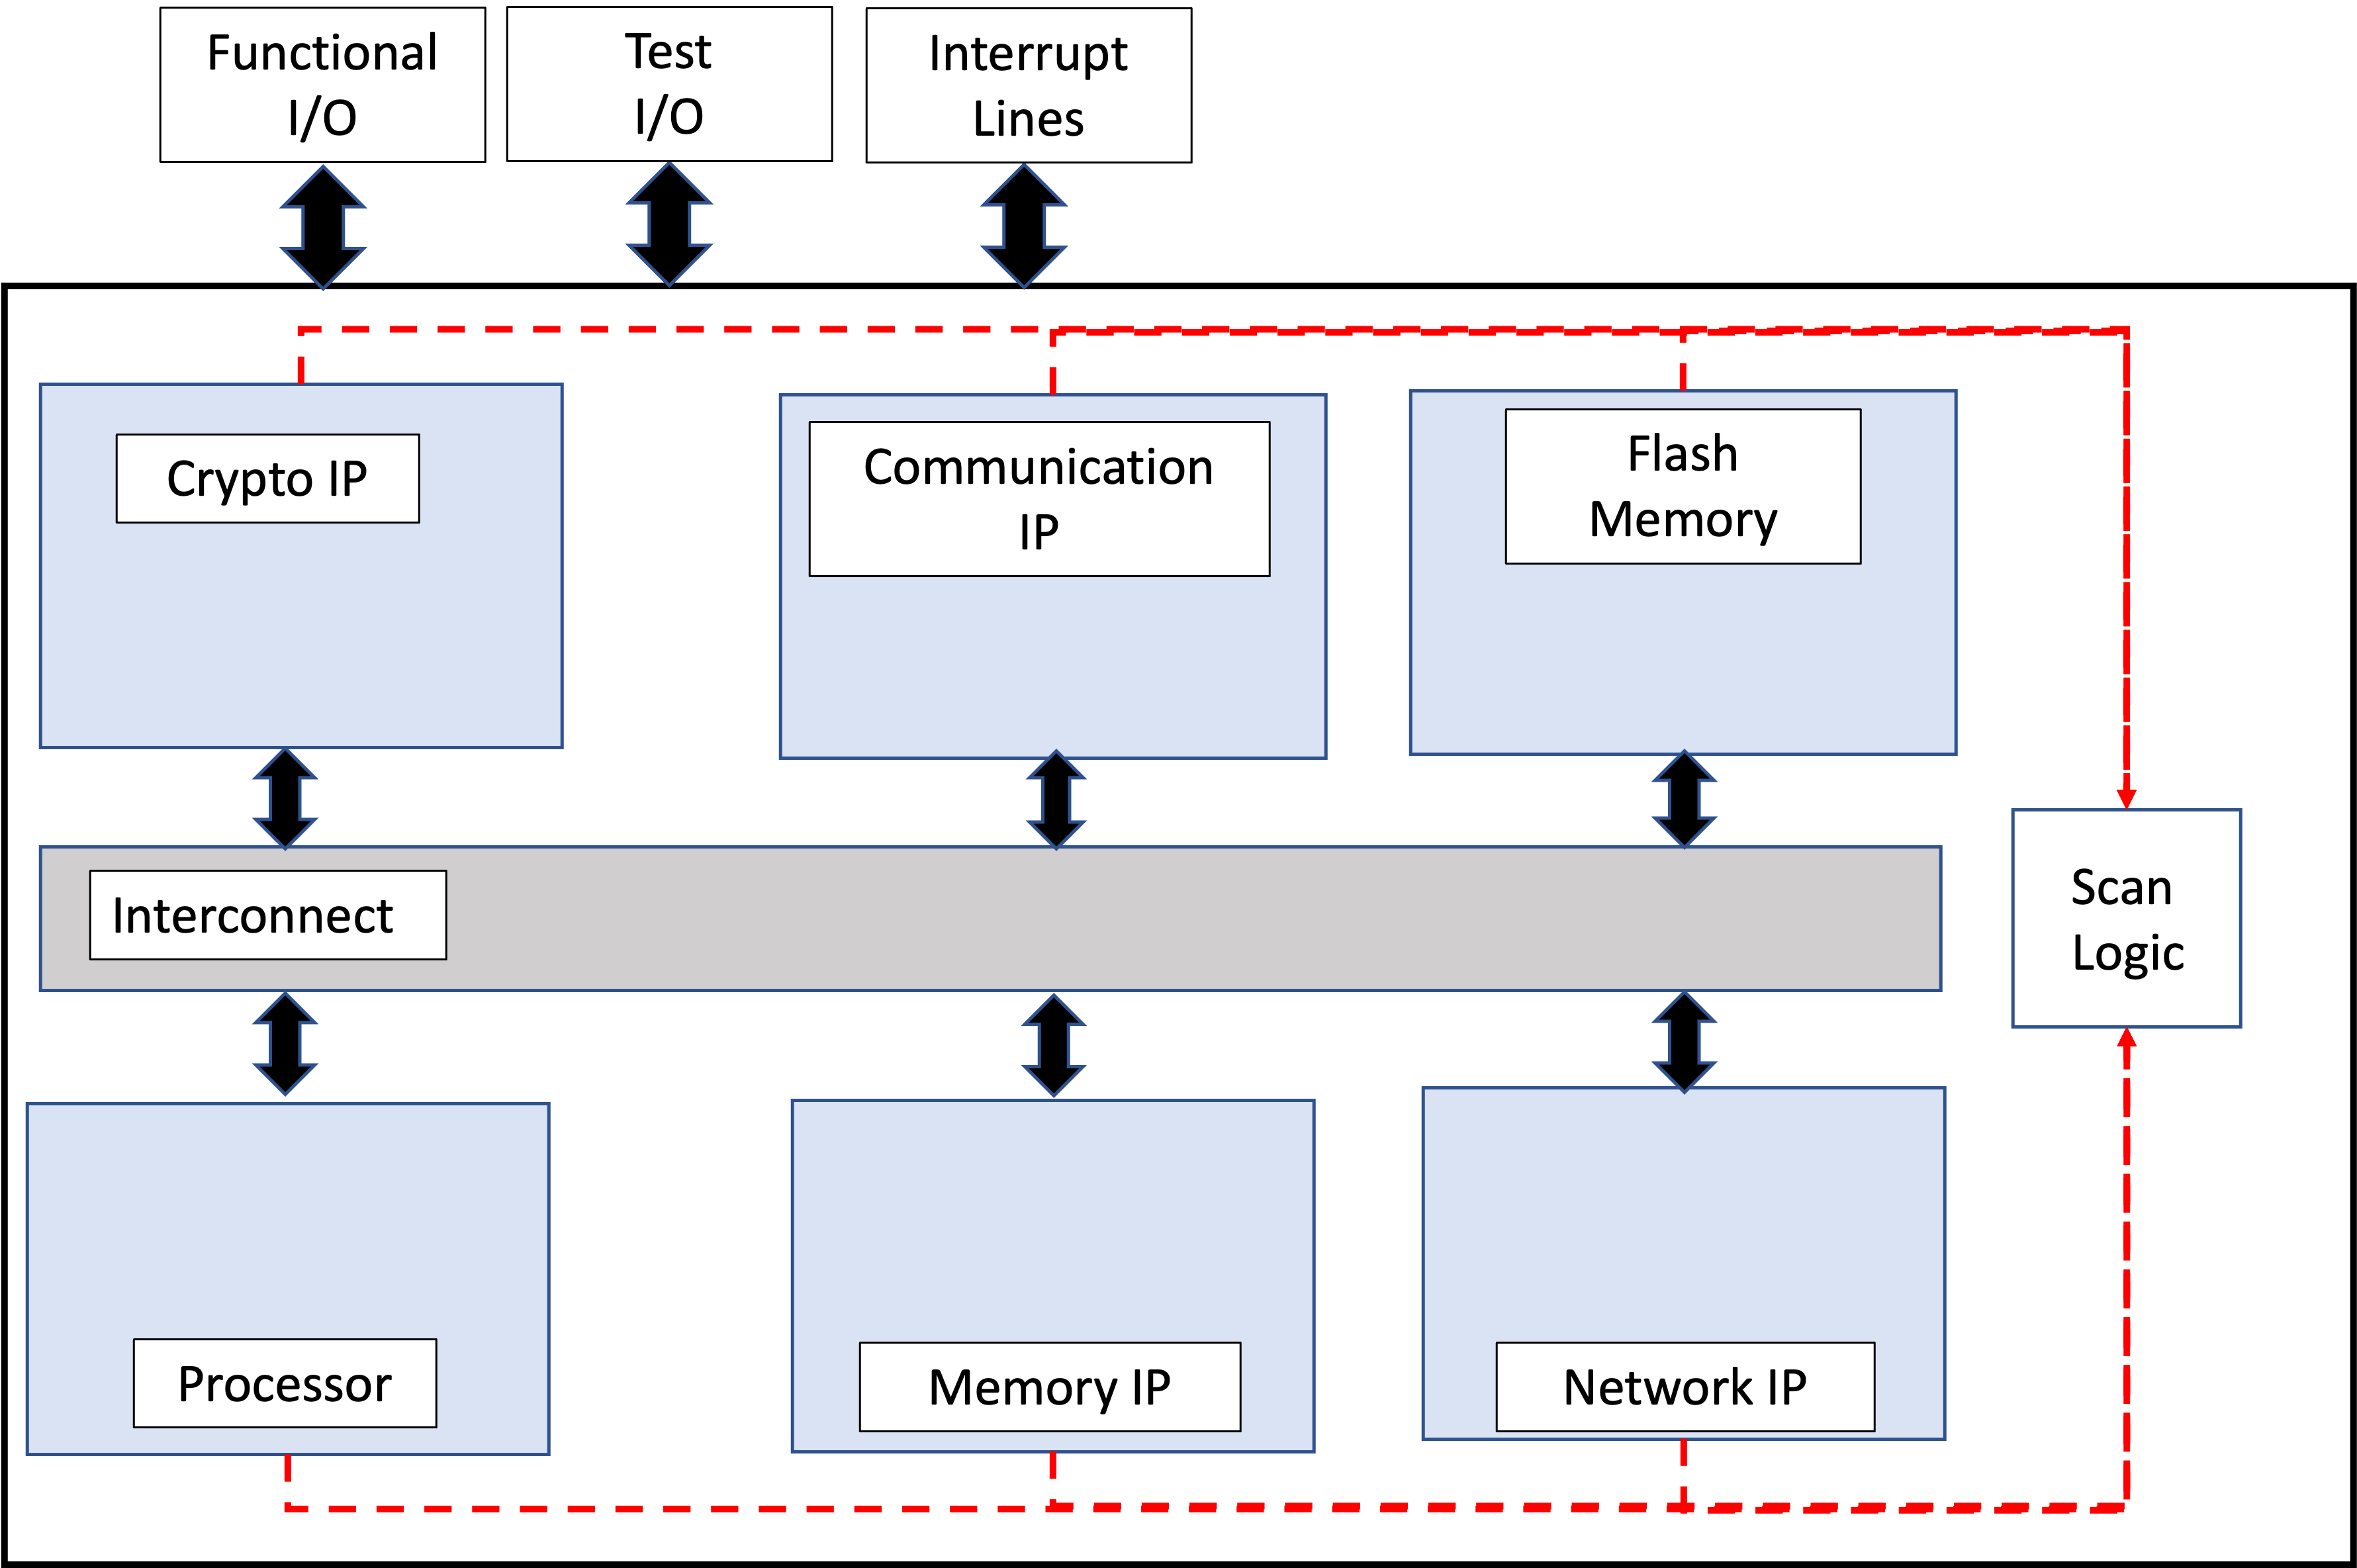 Functional
I/O
Test
I/O
Interrupt
Lines
Crypto IP
Communication
IP
Flash
Memory
Interconnect
Scan
Logic
Processor
Memory IP
Network IP